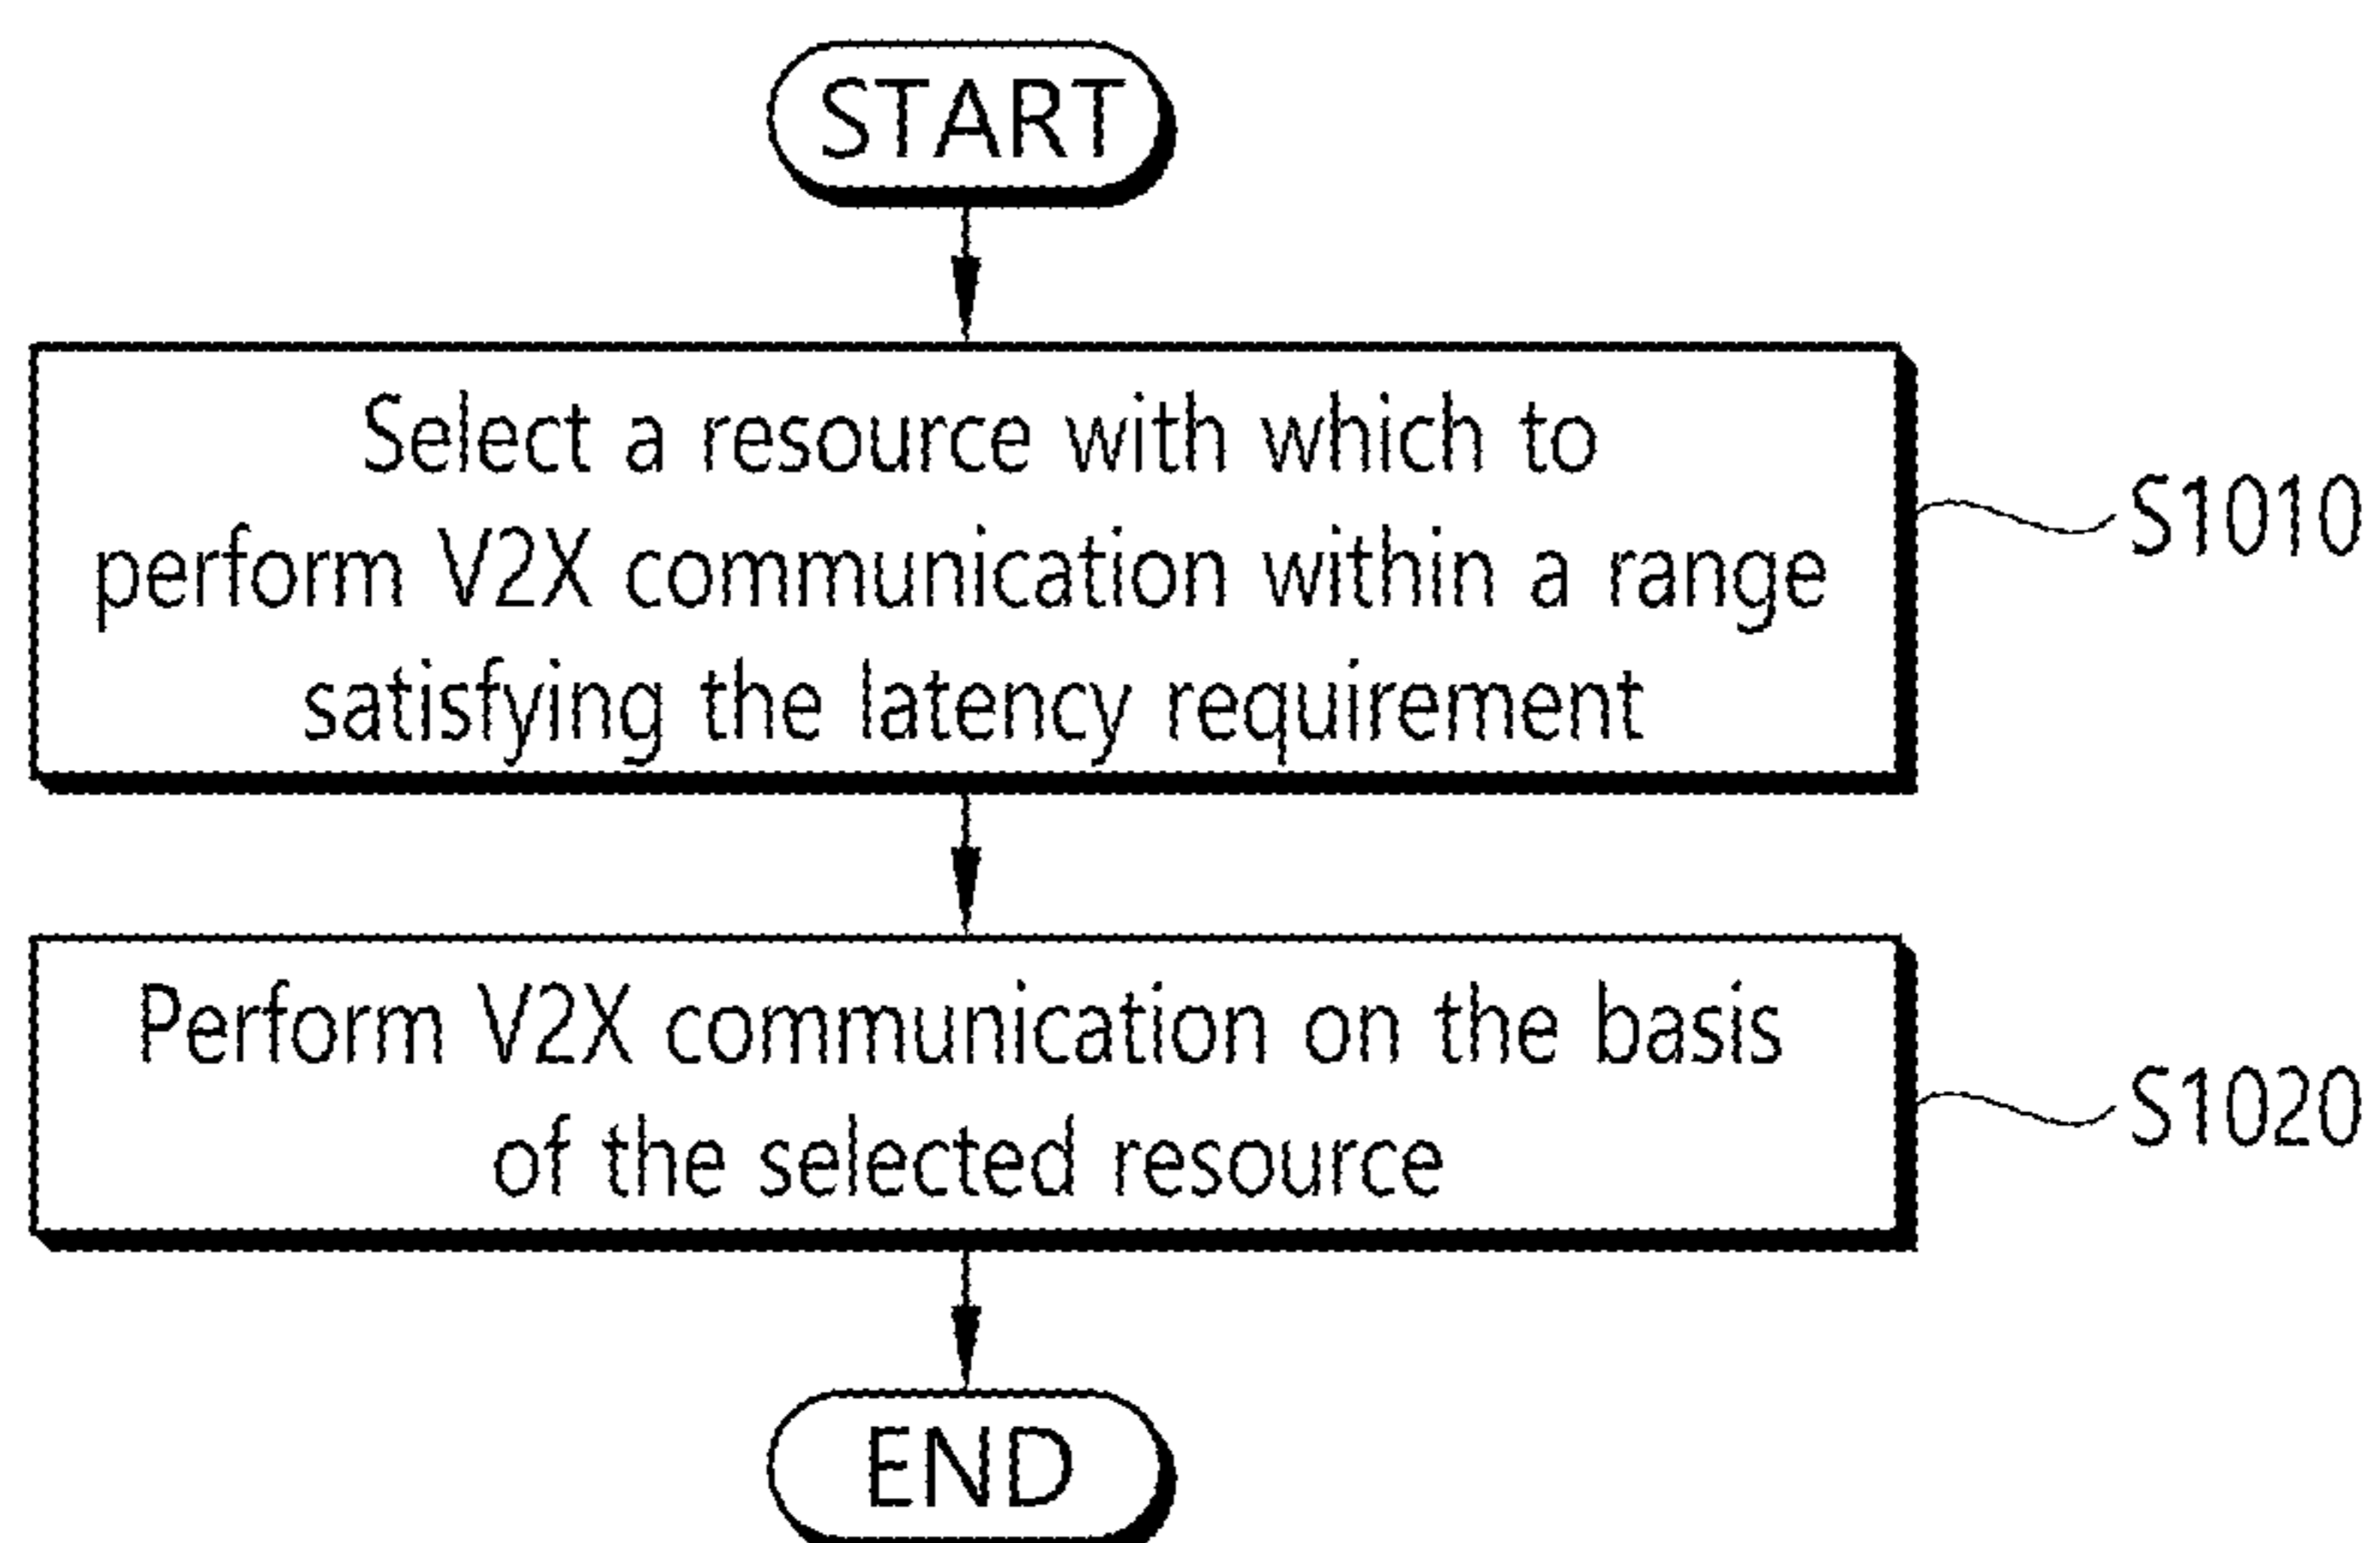 START
Select a resource with which to
perform V2X communication within a range
satisfying the latency requirement
S1010
Perform V2X communication on the basis
of the selected resource
S1020
END